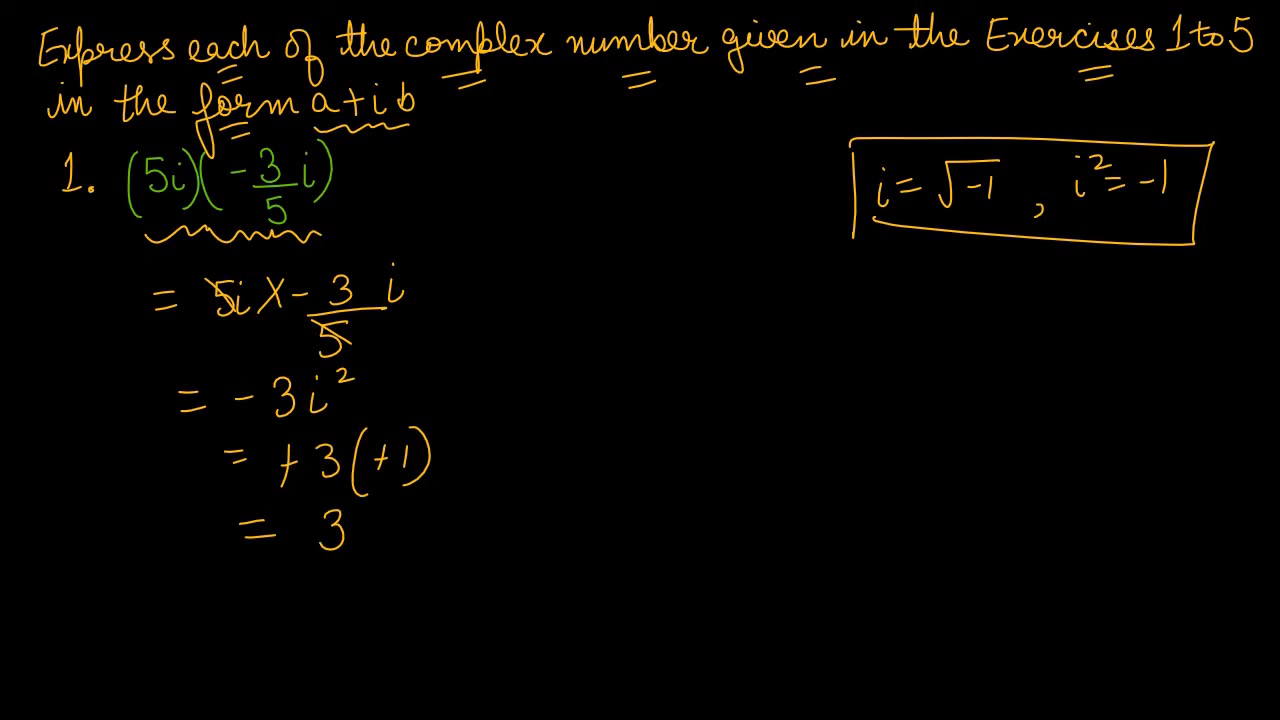 Express each of the complex number given in the Exercises 1 to 5
in the form a + i b
1. (5i)(-3/5 i)
i = √-1 , i² = -1
= 5i × -3/5 i
= -3i²
= +3(+1)
= 3